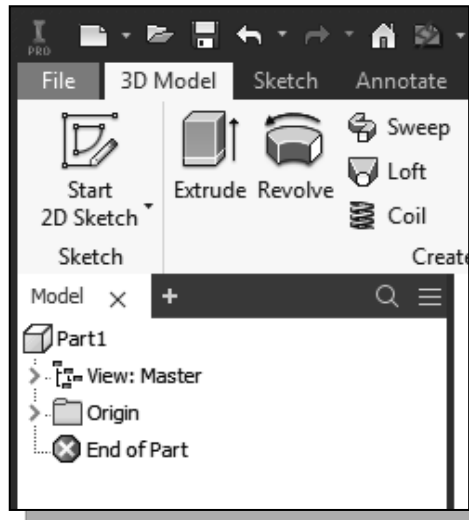 I
PRO
File 3D Model Sketch Annotate
Start
2D Sketch
Extrude Revolve
Sweep
Loft
Coil
Sketch Create
Model
Part1
View: Master
Origin
End of Part